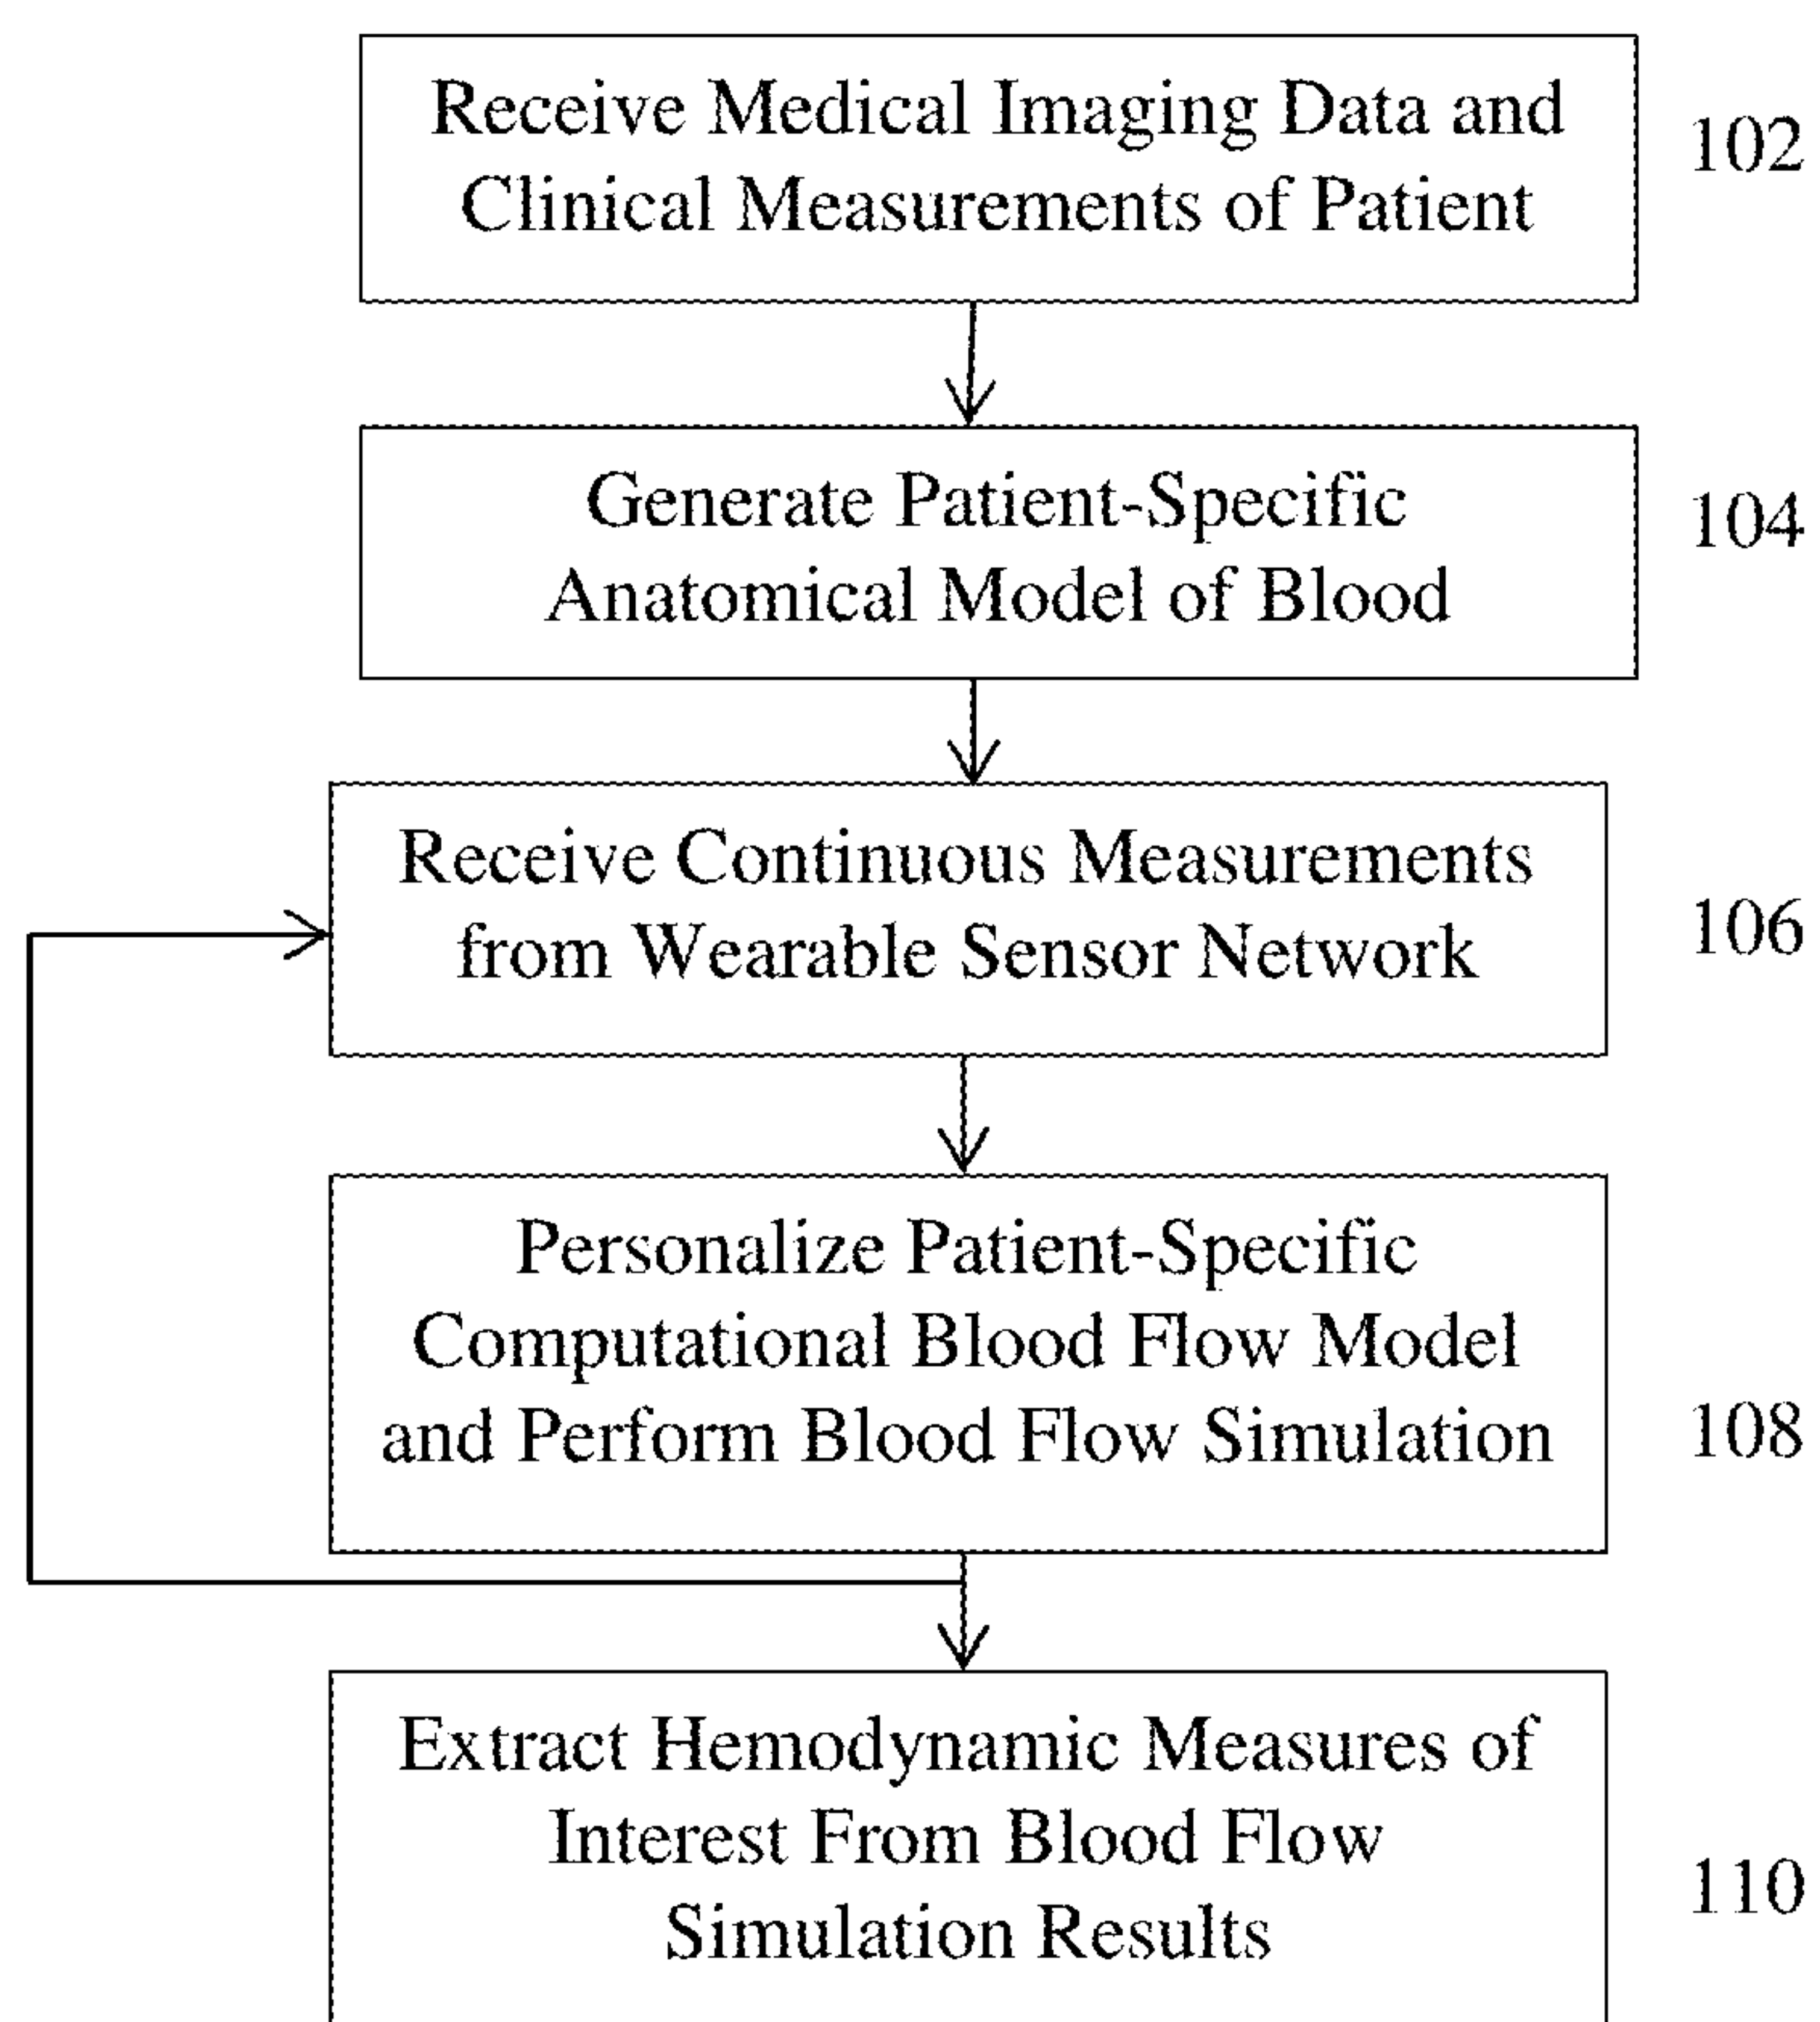 Receive Medical Imaging Data and
Clinical Measurements of Patient
102
Generate Patient-Specific
Anatomical Model of Blood
104
Receive Continuous Measurements
from Wearable Sensor Network
106
Personalize Patient-Specific
Computational Blood Flow Model
and Perform Blood Flow Simulation
108
Extract Hemodynamic Measures of
Interest From Blood Flow
Simulation Results
110